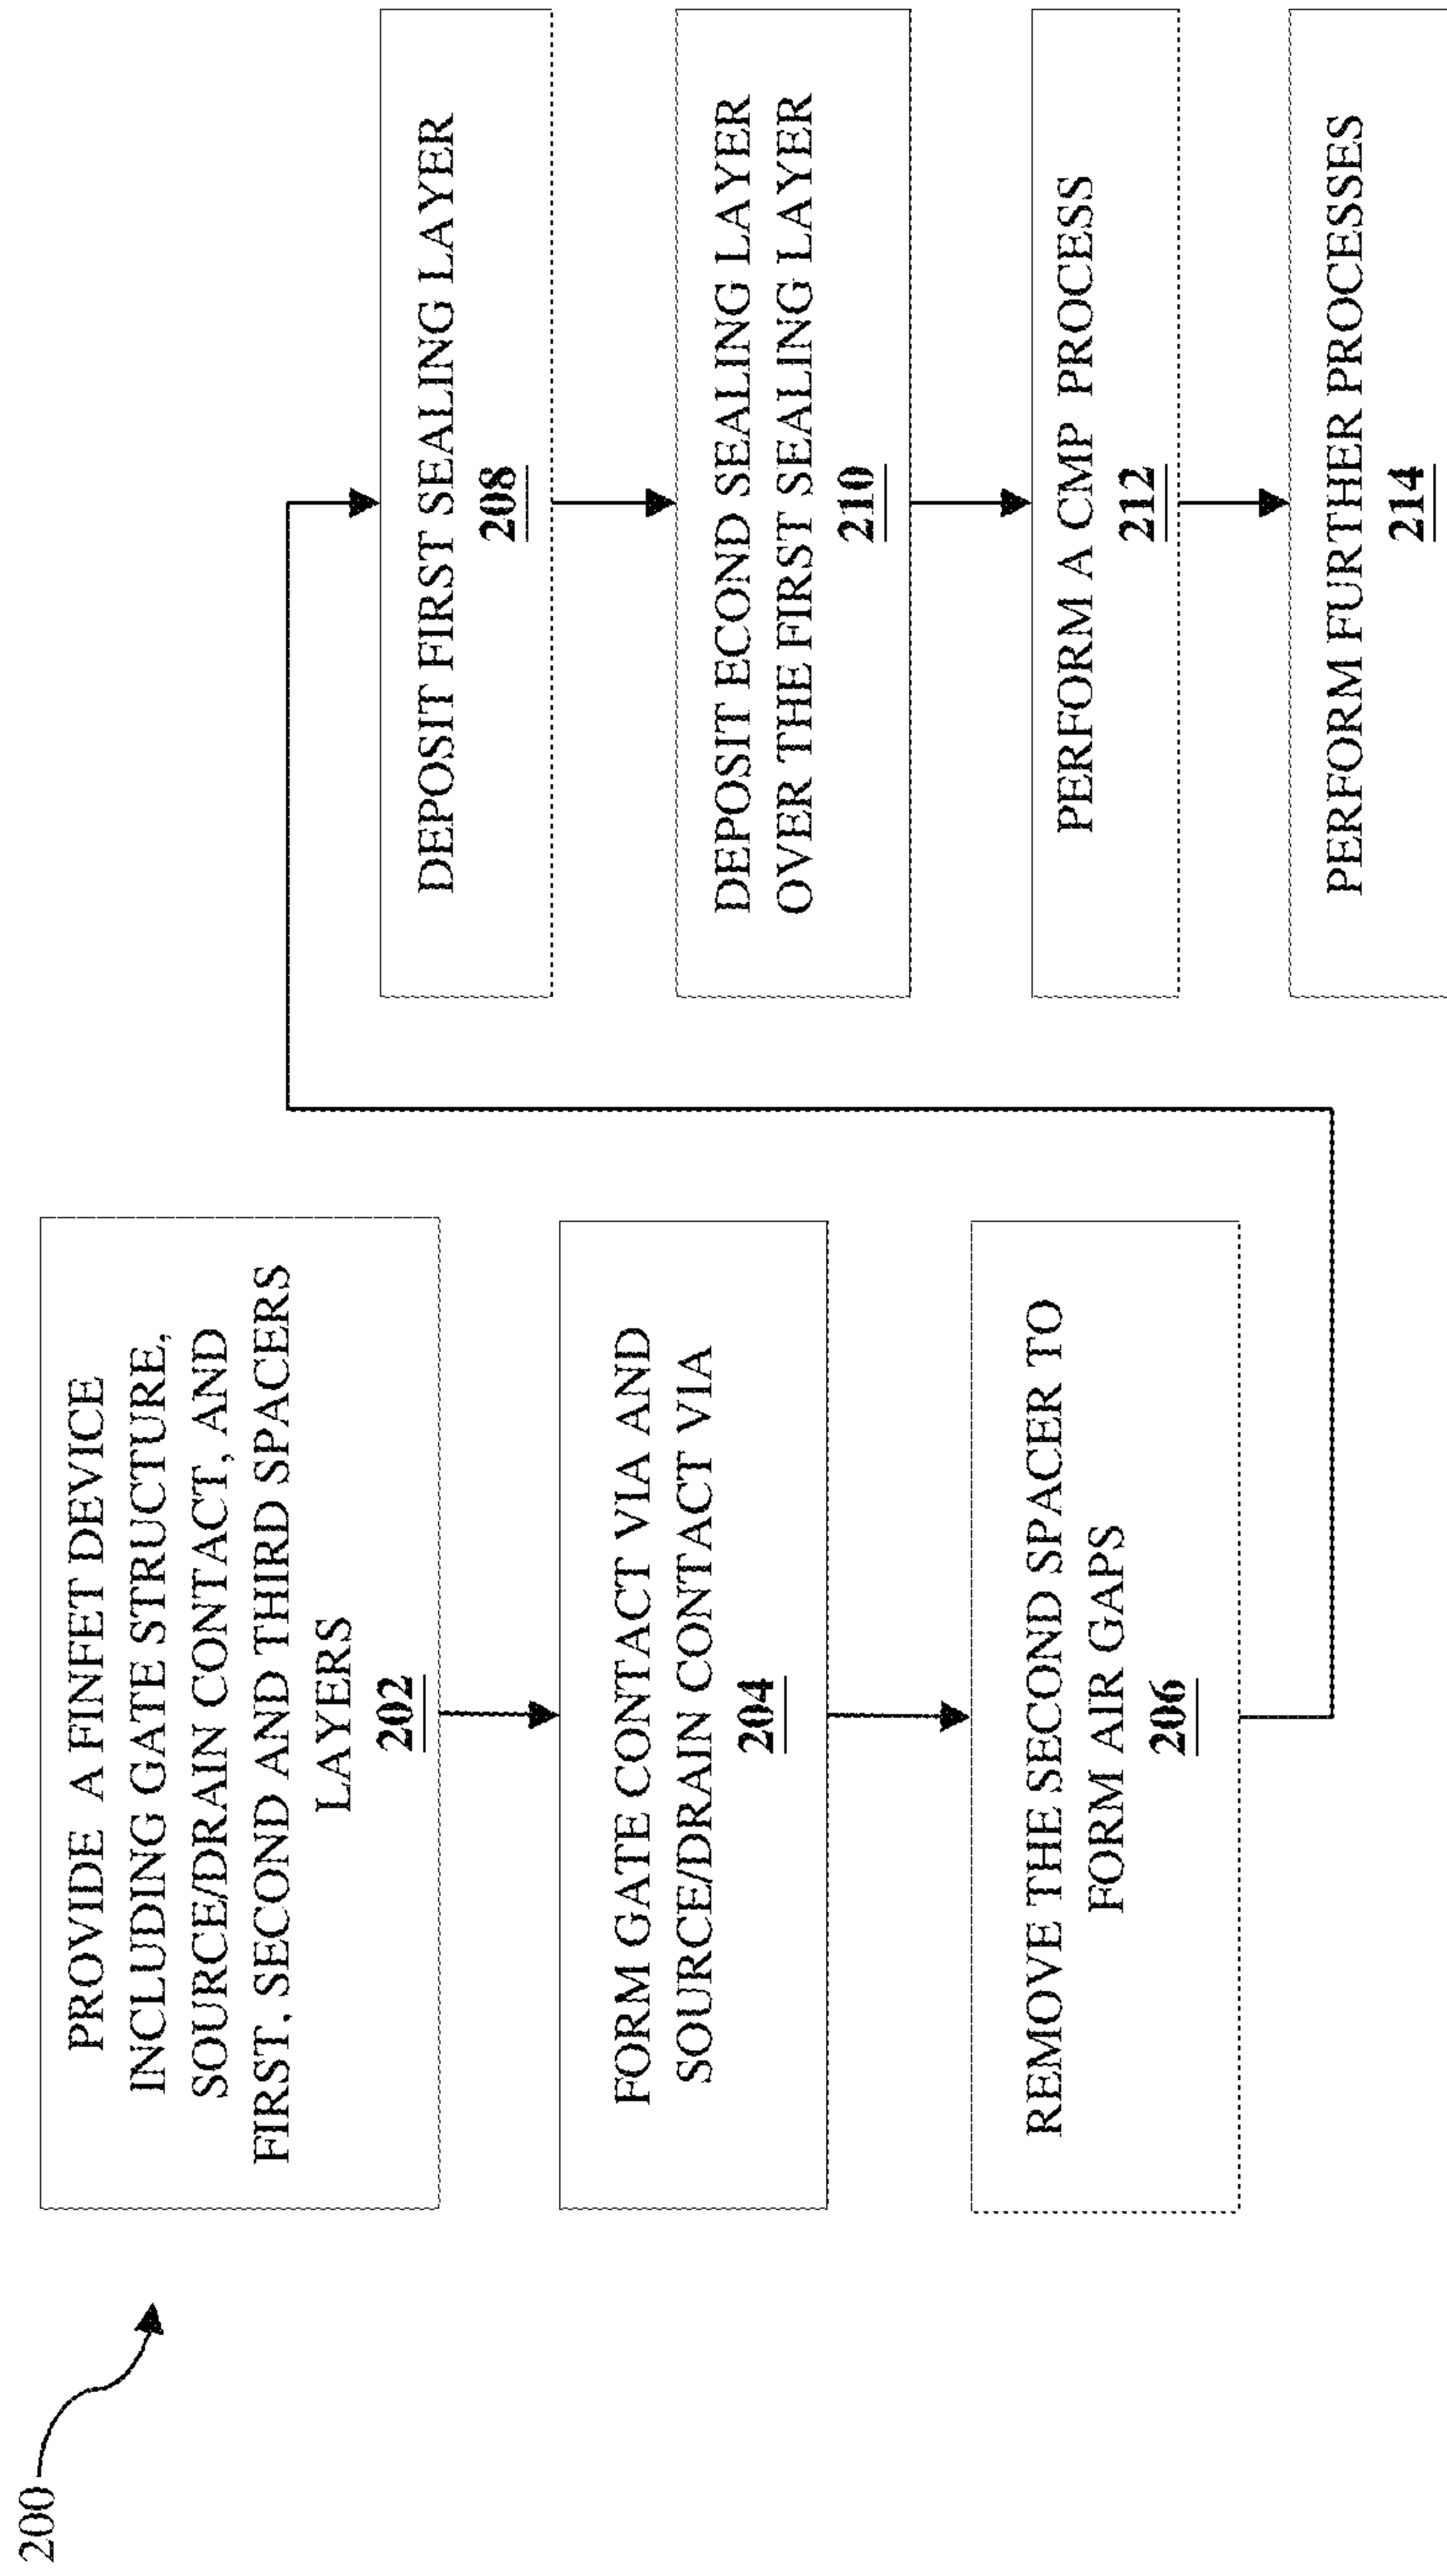 200
PROVIDE A FINFET DEVICE
INCLUDING GATE STRUCTURE,
SOURCE/DRAIN CONTACT, AND
FIRST, SECOND AND THIRD SPACERS
LAYERS
202
FORM GATE CONTACT VIA AND
SOURCE/DRAIN CONTACT VIA
204
REMOVE THE SECOND SPACER TO
FORM AIR GAPS
206
DEPOSIT FIRST SEALING LAYER
208
DEPOSIT ECOND SEALING LAYER
OVER THE FIRST SEALING LAYER
210
PERFORM A CMP PROCESS
212
PERFORM FURTHER PROCESSES
214